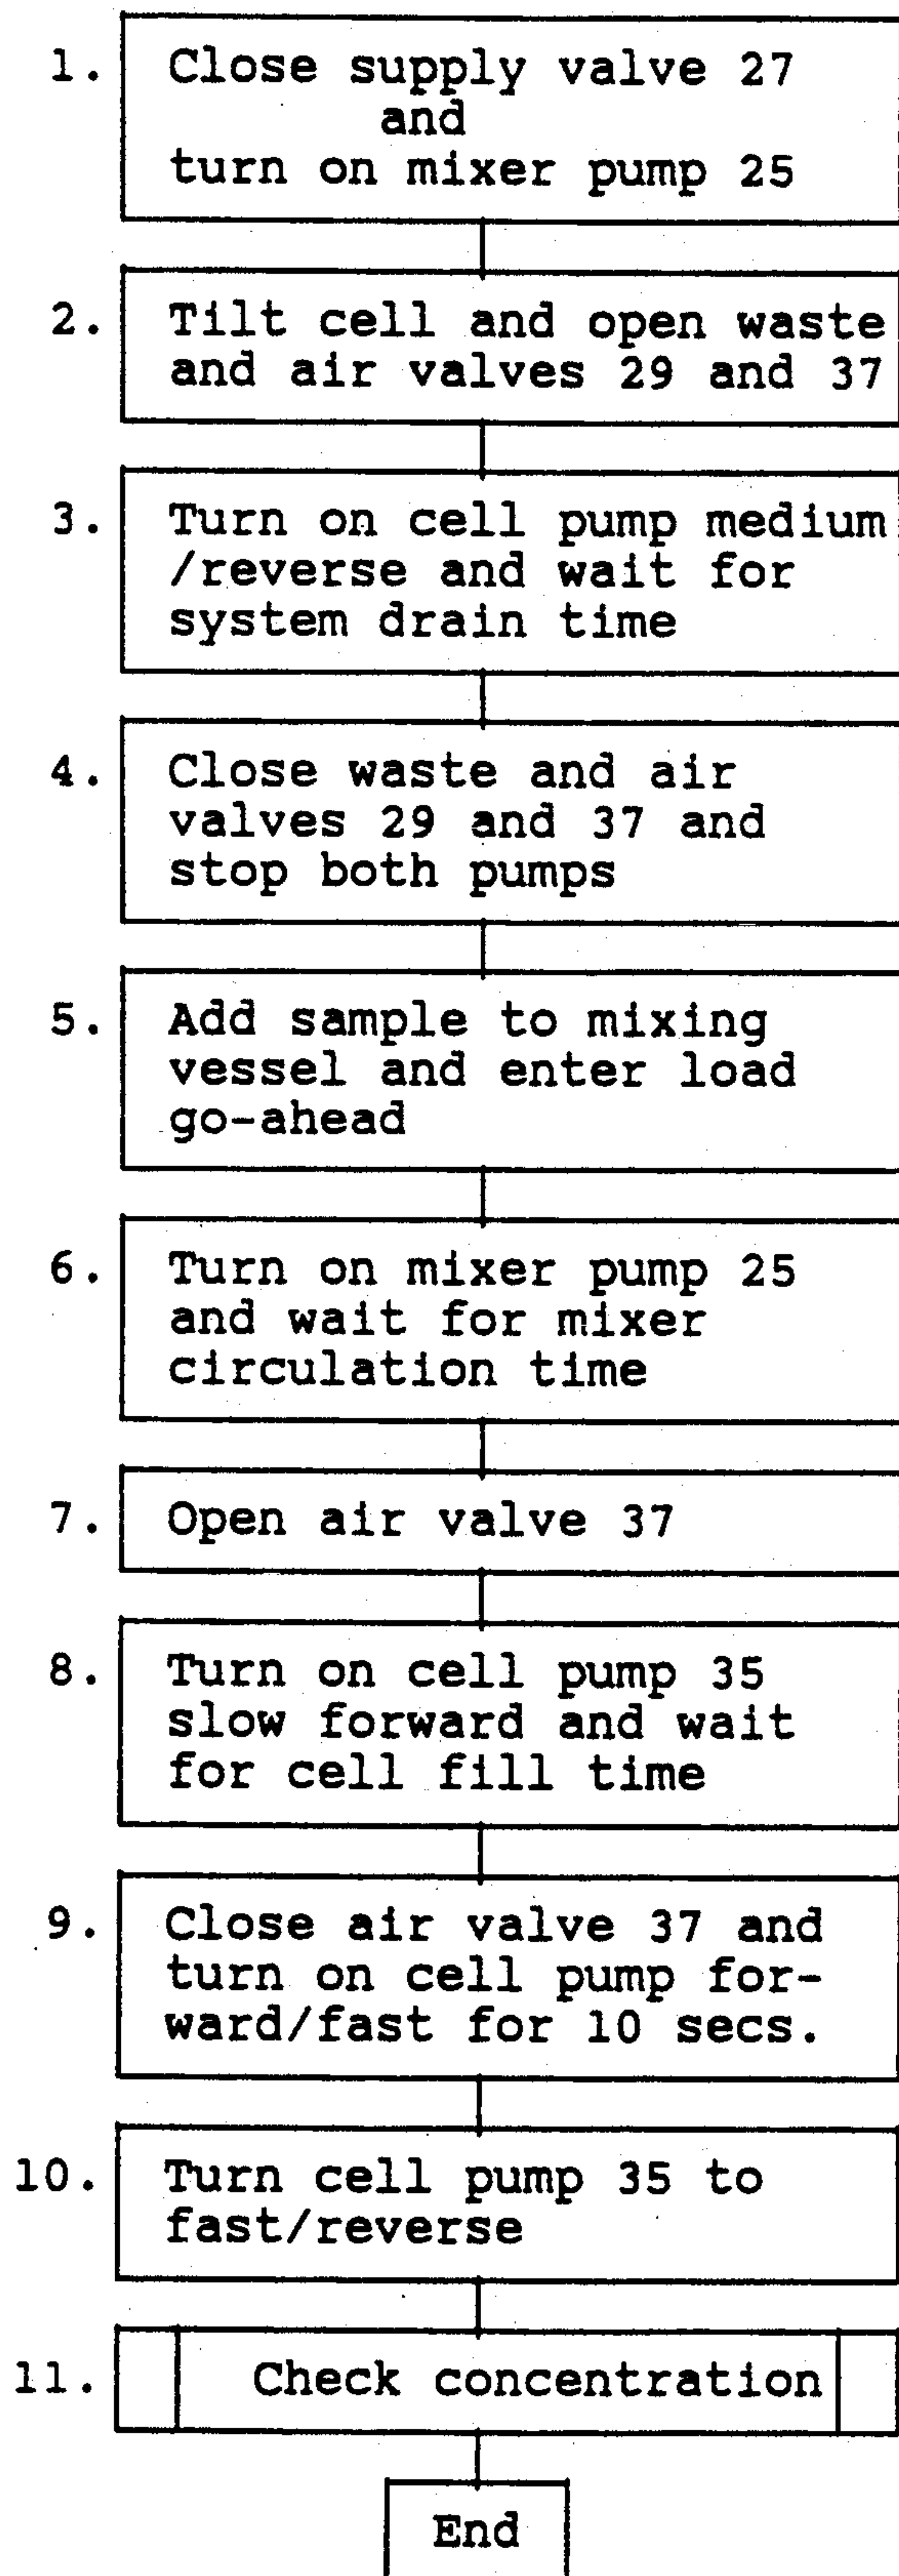 1. Close supply valve 27
and
turn on mixer pump 25
2. Tilt cell and open waste
and air valves 29 and 37
3. Turn on cell pump medium
/reverse and wait for
system drain time
4. Close waste and air
valves 29 and 37 and
stop both pumps
5. Add sample to mixing
vessel and enter load
go-ahead
6. Turn on mixer pump 25
and wait for mixer
circulation time
7. Open air valve 37
8. Turn on cell pump 35
slow forward and wait
for cell fill time
9. Close air valve 37 and
turn on cell pump for-
ward/fast for 10 secs.
10. Turn cell pump 35 to
fast/reverse
11. Check concentration
End